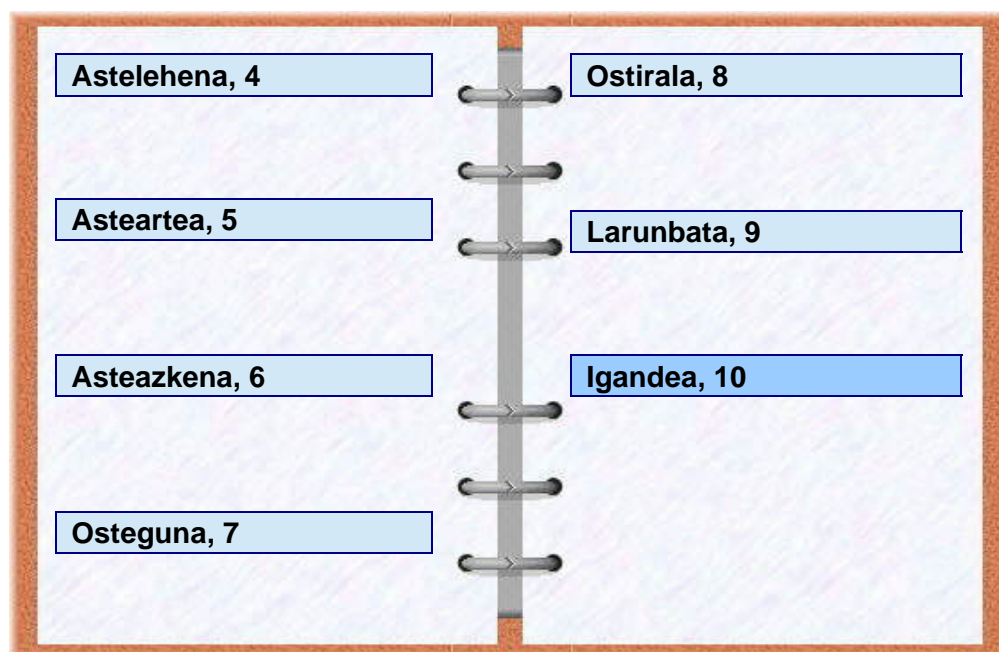 Astelehena, 4
Asteartea, 5
Asteazkena, 6
Osteguna, 7
Ostirala, 8
Larunbata, 9
Igandea, 10